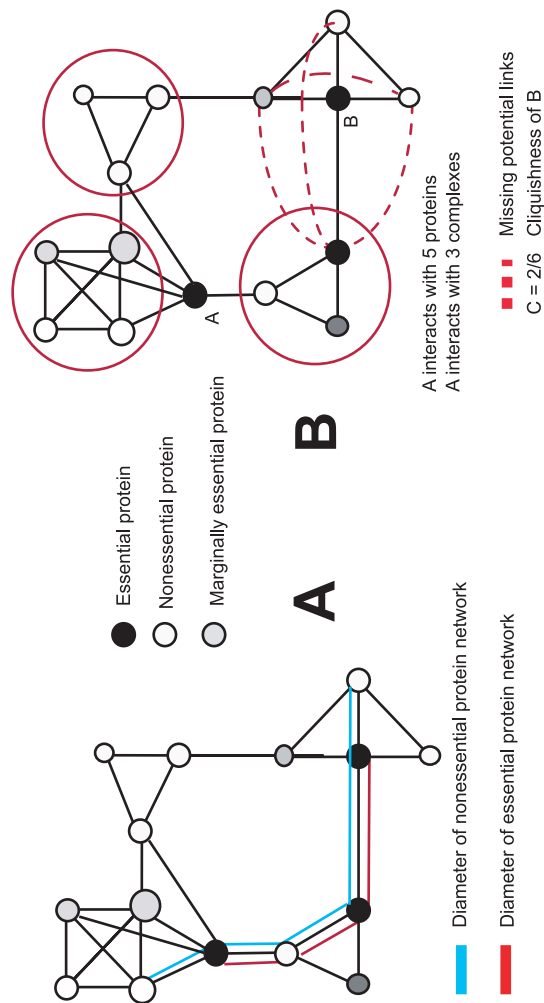 A
Essential protein
Nonessential protein
Marginally essential protein
Diameter of nonessential protein network
Diameter of essential protein network
B
A
B
A interacts with 5 proteins
A interacts with 3 complexes
Missing potential links
C = 2/6 Cliquishness of B